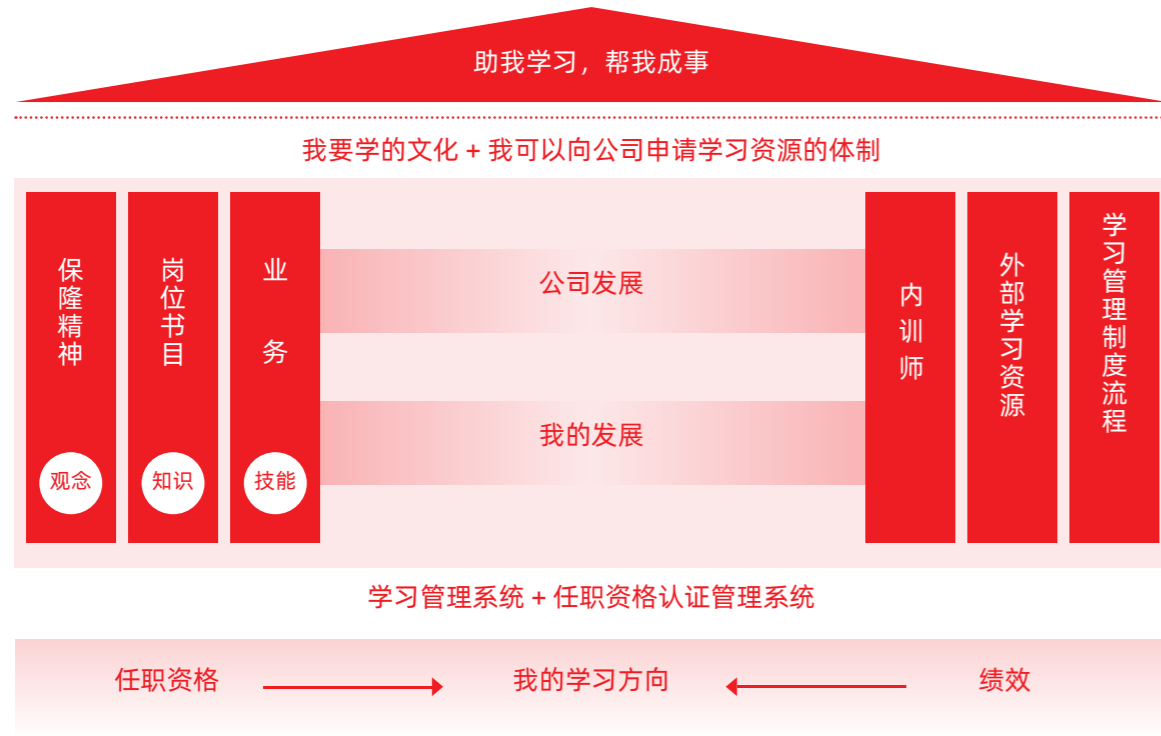 助我学习，帮我成事
我要学的文化 + 我可以向公司申请学习资源的体制
保隆精神
观念
岗位书目
知识
业务
技能
公司发展
我的发展
内训师
外部学习资源
学习管理制度流程
学习管理系统 + 任职资格认证管理系统
任职资格
我的学习方向
绩效